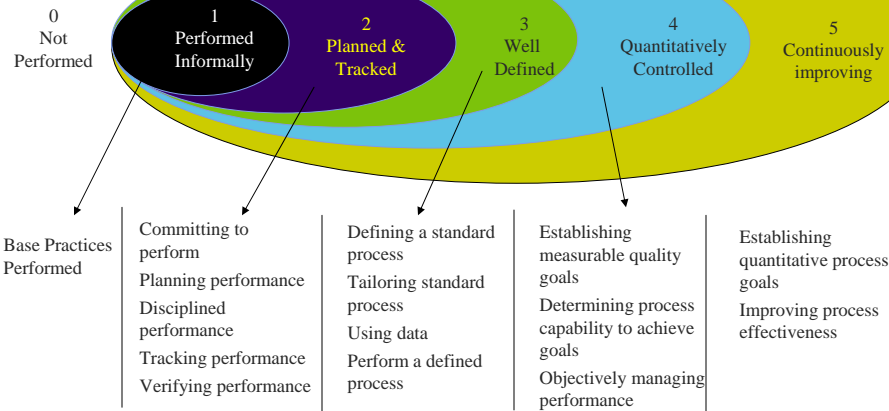 0
Not
Performed
1
Performed
Informally
2
Planned &
Tracked
3
Well
Defined
4
Quantitatively
Controlled
5
Continuously
improving
Base Practices
Performed
Committing to
perform
Planning performance
Disciplined
performance
Tracking performance
Verifying performance
Defining a standard
process
Tailoring standard
process
Using data
Perform a defined
process
Establishing
measurable quality
goals
Determining process
capability to achieve
goals
Objectively managing
performance
Establishing
quantitative process
goals
Improving process
effectiveness